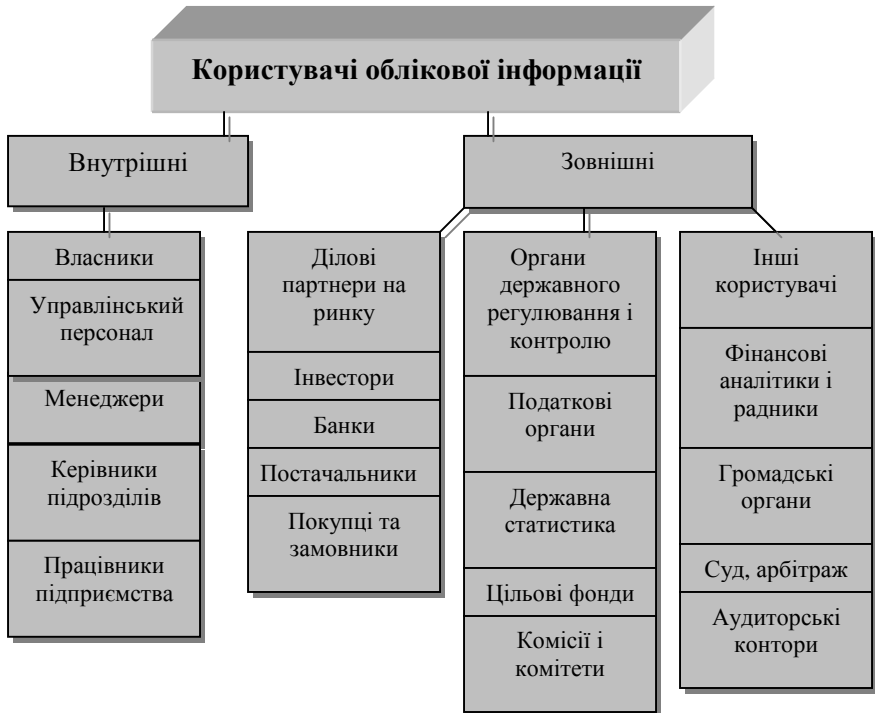 Користувачі облікової інформації
Внутрішні
Зовнішні
Власники
Управлінський
персонал
Менеджери
Керівники
підрозділів
Працівники
підприємства
Ділові
партнери на
ринку
Інвестори
Банки
Постачальники
Покупці та
замовники
Органи
державного
регулювання і
контролю
Податкові
органи
Державна
статистика
Цільові фонди
Комісії і
комітети
Інші
користувачі
Фінансові
аналітики і
радники
Громадські
органи
Суд, арбітраж
Аудиторські
контори